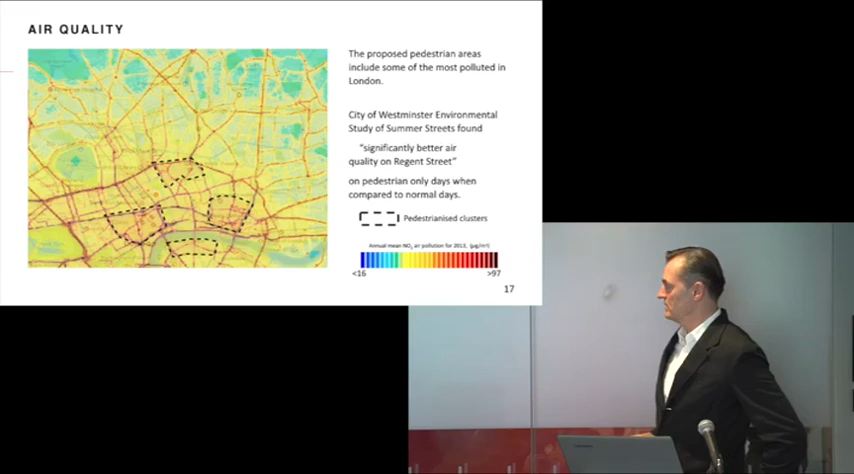 AIR QUALITY
The proposed pedestrian areas
include some of the most polluted in
London.
City of Westminster Environmental
Study of Summer Streets found
"significantly better air
quality on Regent Street"
on pedestrian only days when
compared to normal days.
Pedestrianised clusters
Annual mean NO₂ air pollution for 2013. (µg/m³)
<16 >97
17